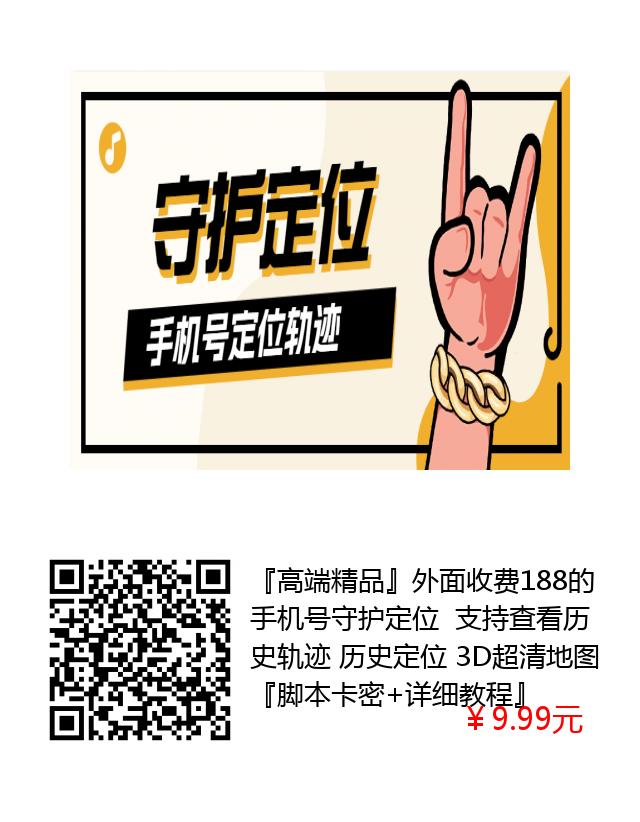 守护定位
手机号定位轨迹
『高端精品』外面收费188的
手机号守护定位 支持查看历
史轨迹 历史定位 3D超清地图
『脚本卡密+详细教程』
￥9.99元